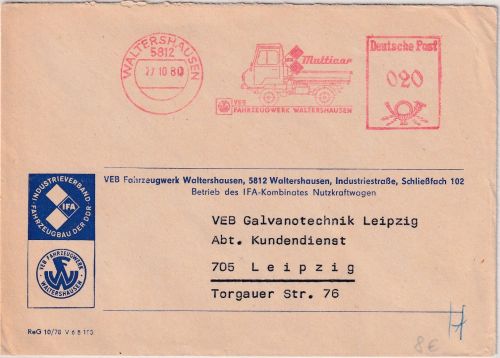 WALTERSHAUSEN
5812
27 10 80
Multicar
VEB
FAHRZEUGWERK WALTERSHAUSEN
Deutsche Post
020
VEB Fahrzeugwerk Waltershausen, 5812 Waltershausen, Industriestraße, Schließfach 102
Betrieb des IFA-Kombinates Nutzkraftwagen
INDUSTRIEVERBAND
FAHRZEUGBAU DER DDR
IFA
VEB FAHRZEUGWERK
WALTERSHAUSEN
VEB Galvanotechnik Leipzig
Abt. Kundendienst
705 Leipzig
Torgauer Str. 76
ReG 10/78 V 6 8
8€